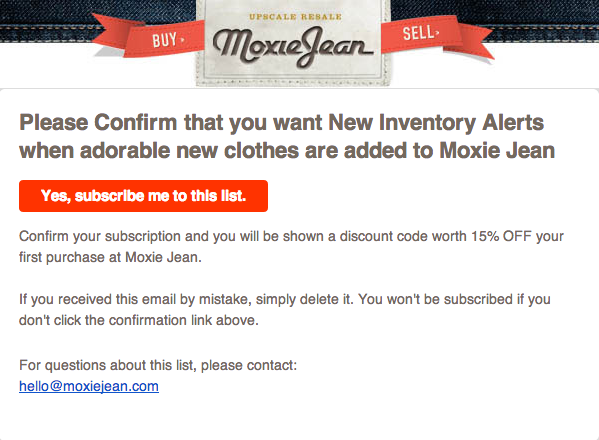 UPSCALE RESALE
BUY ›
MoxieJean
SELL ›
Please Confirm that you want New Inventory Alerts
when adorable new clothes are added to Moxie Jean
Yes, subscribe me to this list.
Confirm your subscription and you will be shown a discount code worth 15% OFF your
first purchase at Moxie Jean.
If you received this email by mistake, simply delete it. You won't be subscribed if you
don't click the confirmation link above.
For questions about this list, please contact:
hello@moxiejean.com